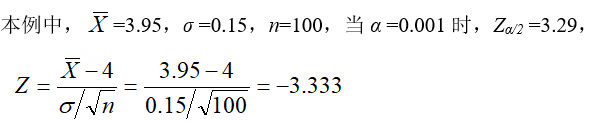 本例中， X̄ =3.95，σ =0.15，n=100，当 α =0.001 时，Zα/2 =3.29，
Z = (X̄ − 4)/(σ/√n) = (3.95 − 4)/(0.15/√100) = −3.333